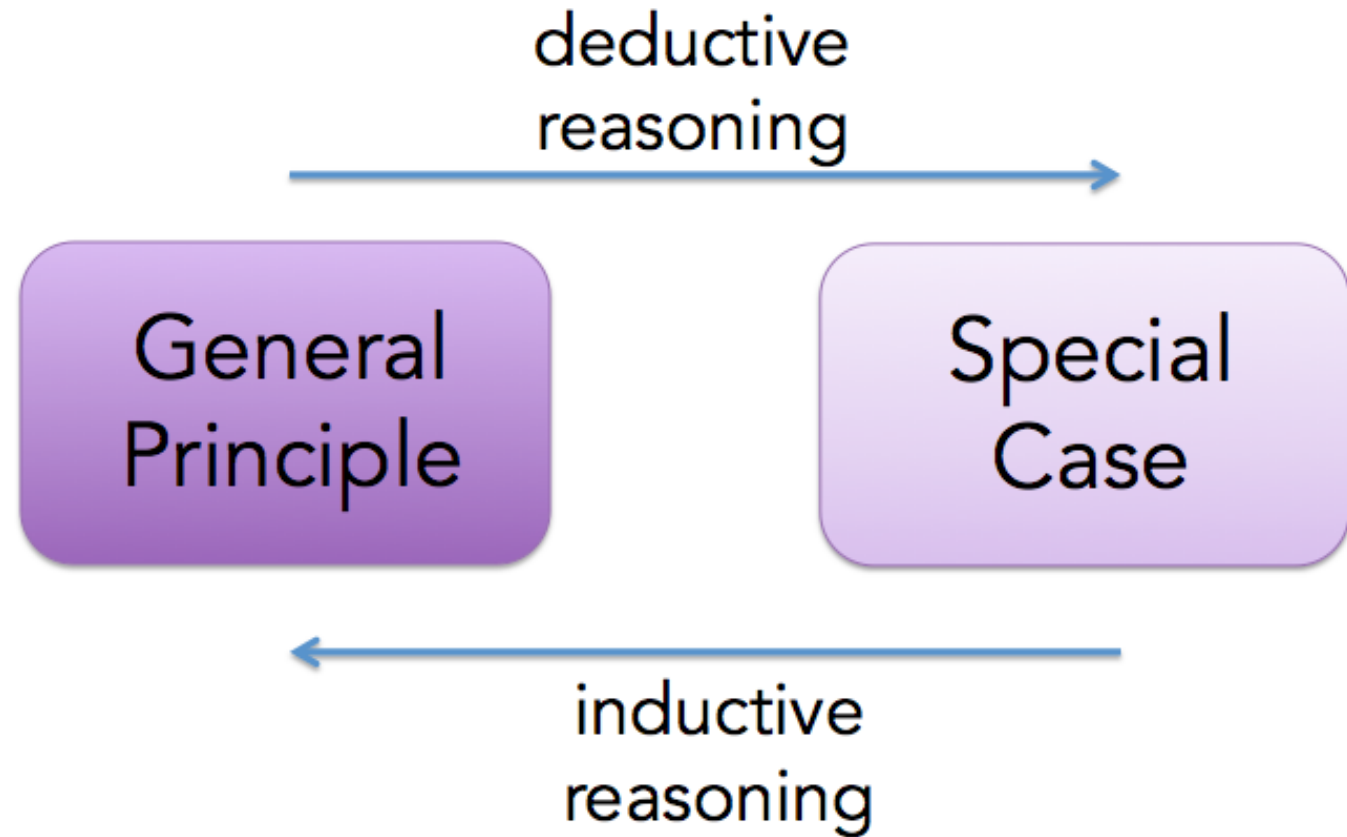 deductive
reasoning
General
Principle
Special
Case
inductive
reasoning